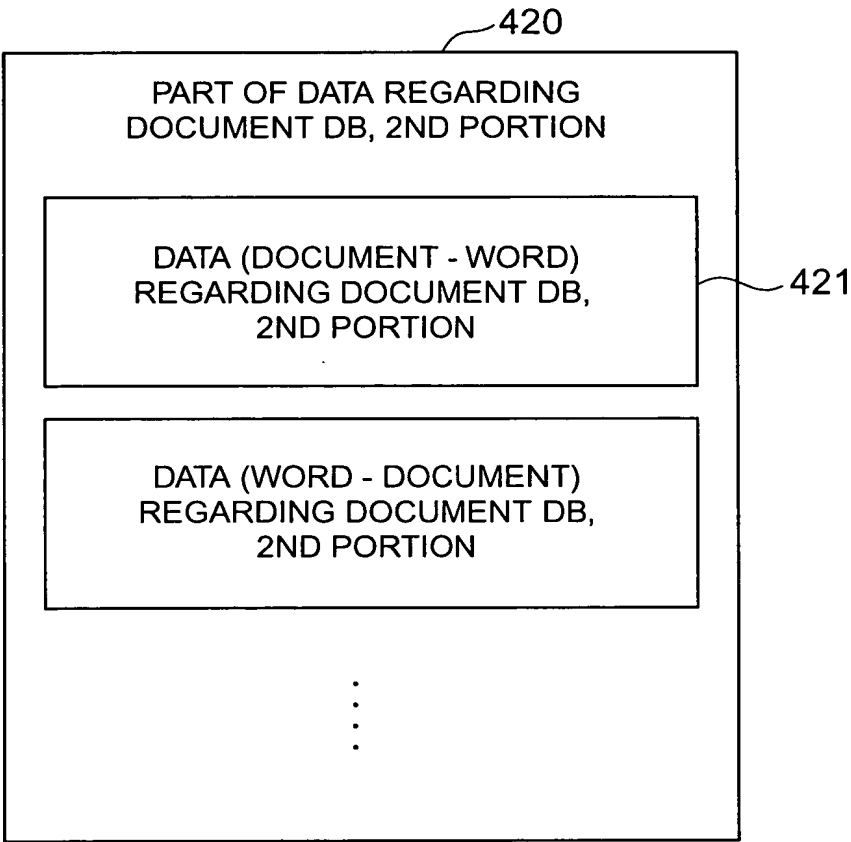 420
PART OF DATA REGARDING
DOCUMENT DB, 2ND PORTION
DATA (DOCUMENT - WORD)
REGARDING DOCUMENT DB,
2ND PORTION
421
DATA (WORD - DOCUMENT)
REGARDING DOCUMENT DB,
2ND PORTION